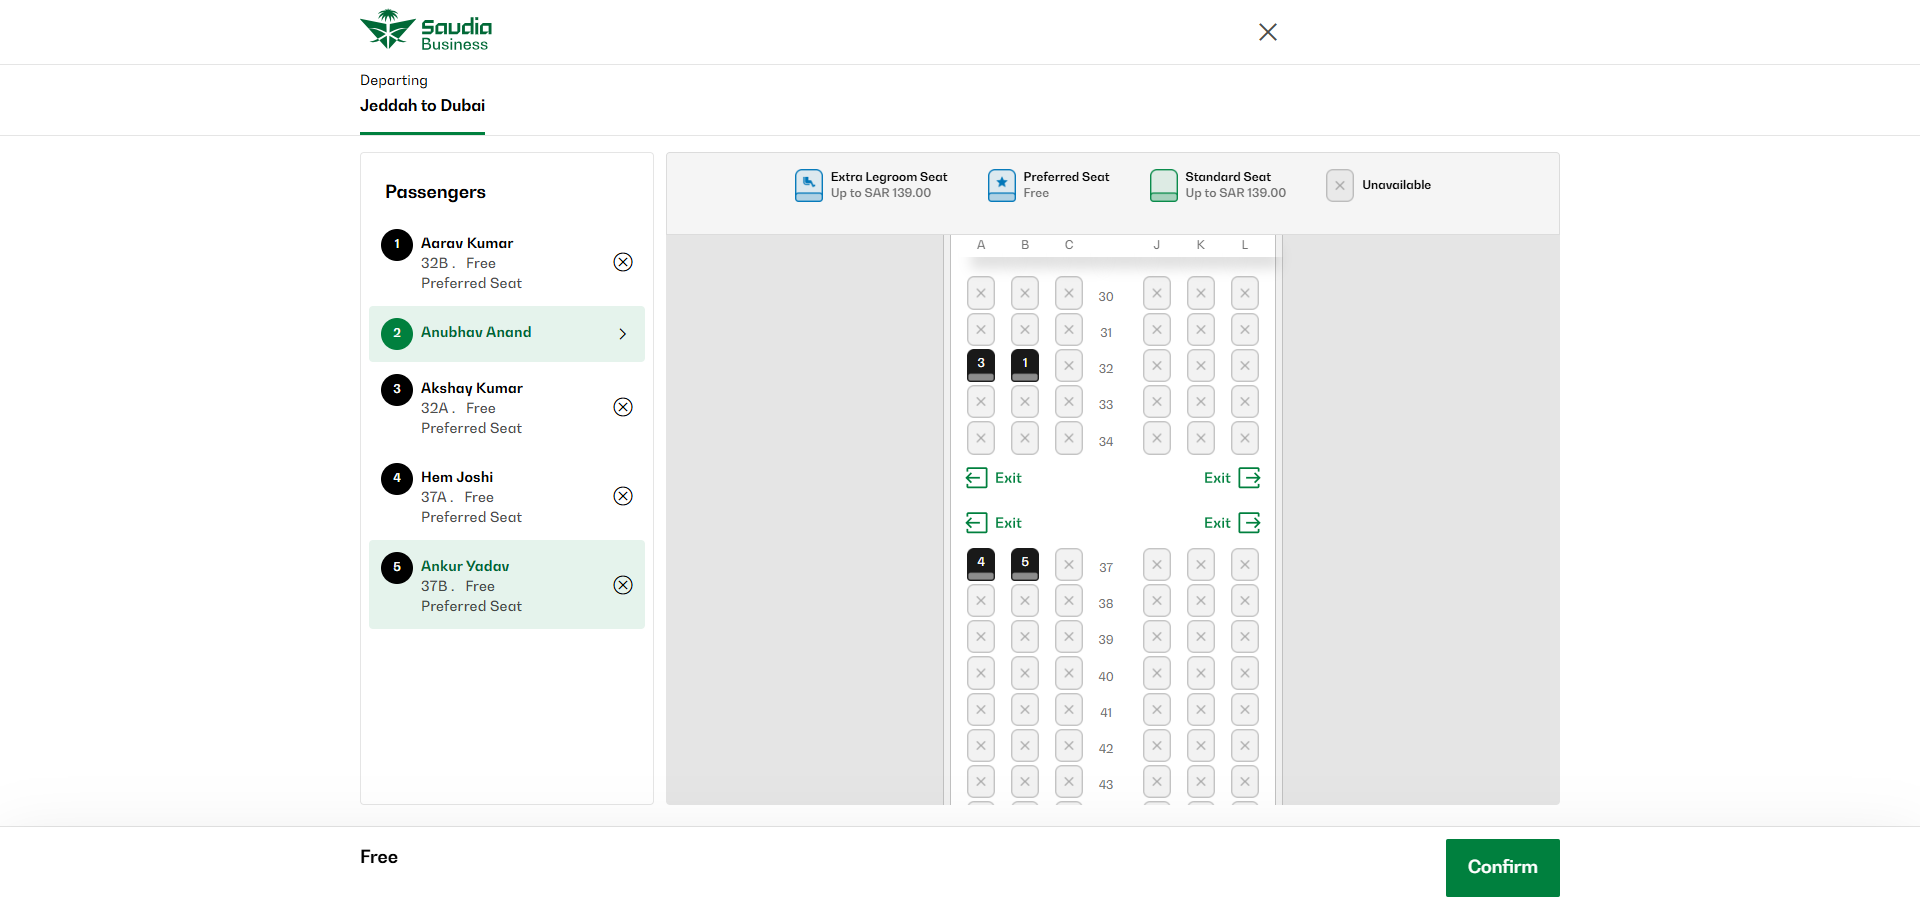 Saudia
Business
Departing
Jeddah to Dubai
Passengers
1 Aarav Kumar
32B . Free
Preferred Seat
2 Anubhav Anand
3 Akshay Kumar
32A . Free
Preferred Seat
4 Hem Joshi
37A . Free
Preferred Seat
5 Ankur Yadav
37B . Free
Preferred Seat
Extra Legroom Seat
Up to SAR 139.00
Preferred Seat
Free
Standard Seat
Up to SAR 139.00
Unavailable
A B C J K L
30
31
3 1 32
33
34
Exit Exit
Exit Exit
4 5 37
38
39
40
41
42
43
Free
Confirm